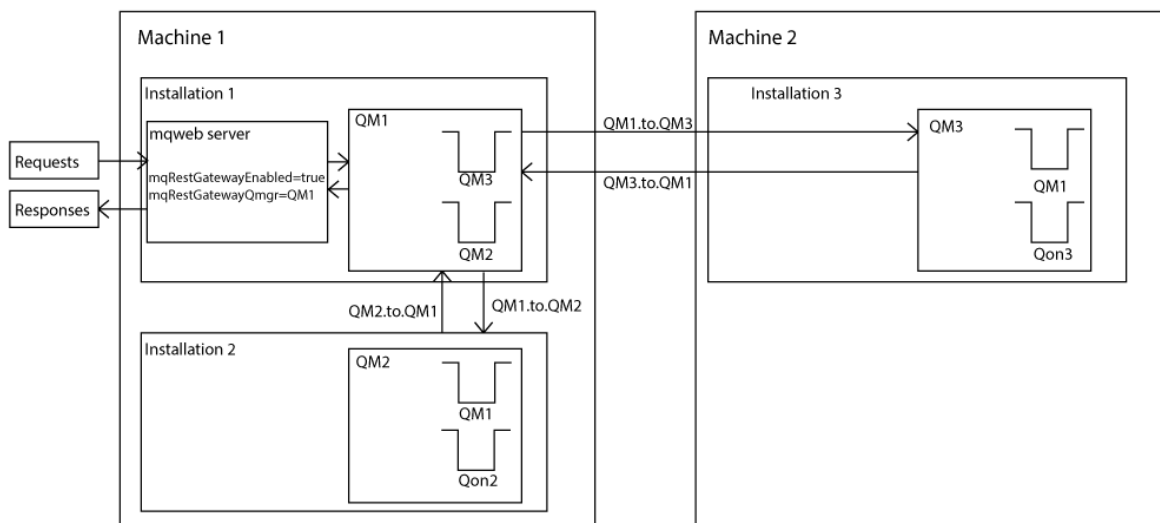 Machine 1
Installation 1
mqweb server
mqRestGatewayEnabled=true
mqRestGatewayQmgr=QM1
Requests
Responses
QM1
QM3
QM2
QM1.to.QM3
QM3.to.QM1
QM2.to.QM1
QM1.to.QM2
Installation 2
QM2
QM1
Qon2
Machine 2
Installation 3
QM3
QM1
Qon3